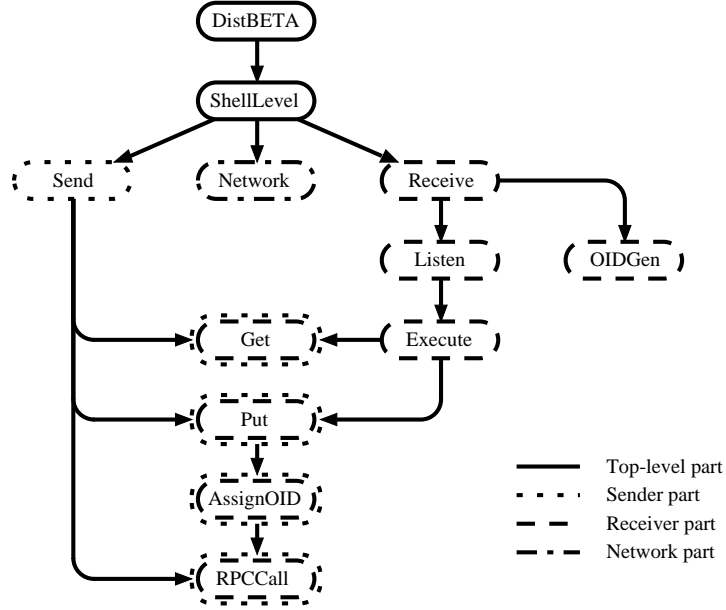 DistBETA
ShellLevel
Send
Network
Receive
Listen
OIDGen
Get
Execute
Put
AssignOID
RPCCall
Top-level part
Sender part
Receiver part
Network part